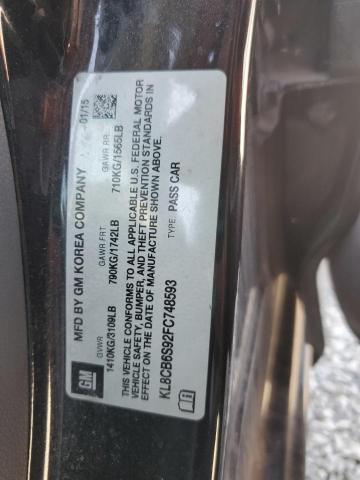 MFD BY GM KOREA COMPANY 01/15
GM
GVWR GAWR FRT GAWR RR
1410KG/3109LB 790KG/1742LB 710KG/1565LB
THIS VEHICLE CONFORMS TO ALL APPLICABLE U.S. FEDERAL MOTOR
VEHICLE SAFETY, BUMPER, AND THEFT PREVENTION STANDARDS IN
EFFECT ON THE DATE OF MANUFACTURE SHOWN ABOVE.
KL8CB6S92FC748593 TYPE: PASS CAR